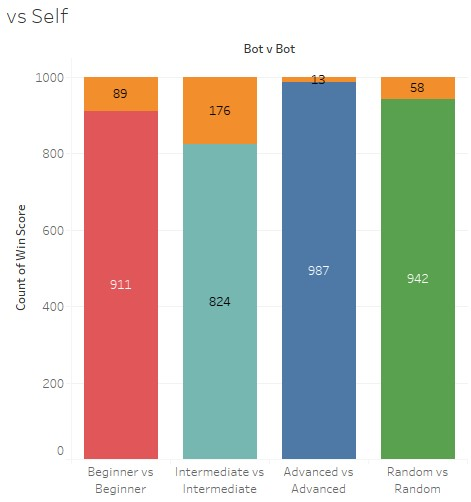 vs Self
Bot v Bot
1000
800
600
400
200
0
Count of Win Score
89
176
13
58
911
824
987
942
Beginner vs
Beginner
Intermediate vs
Intermediate
Advanced vs
Advanced
Random vs
Random